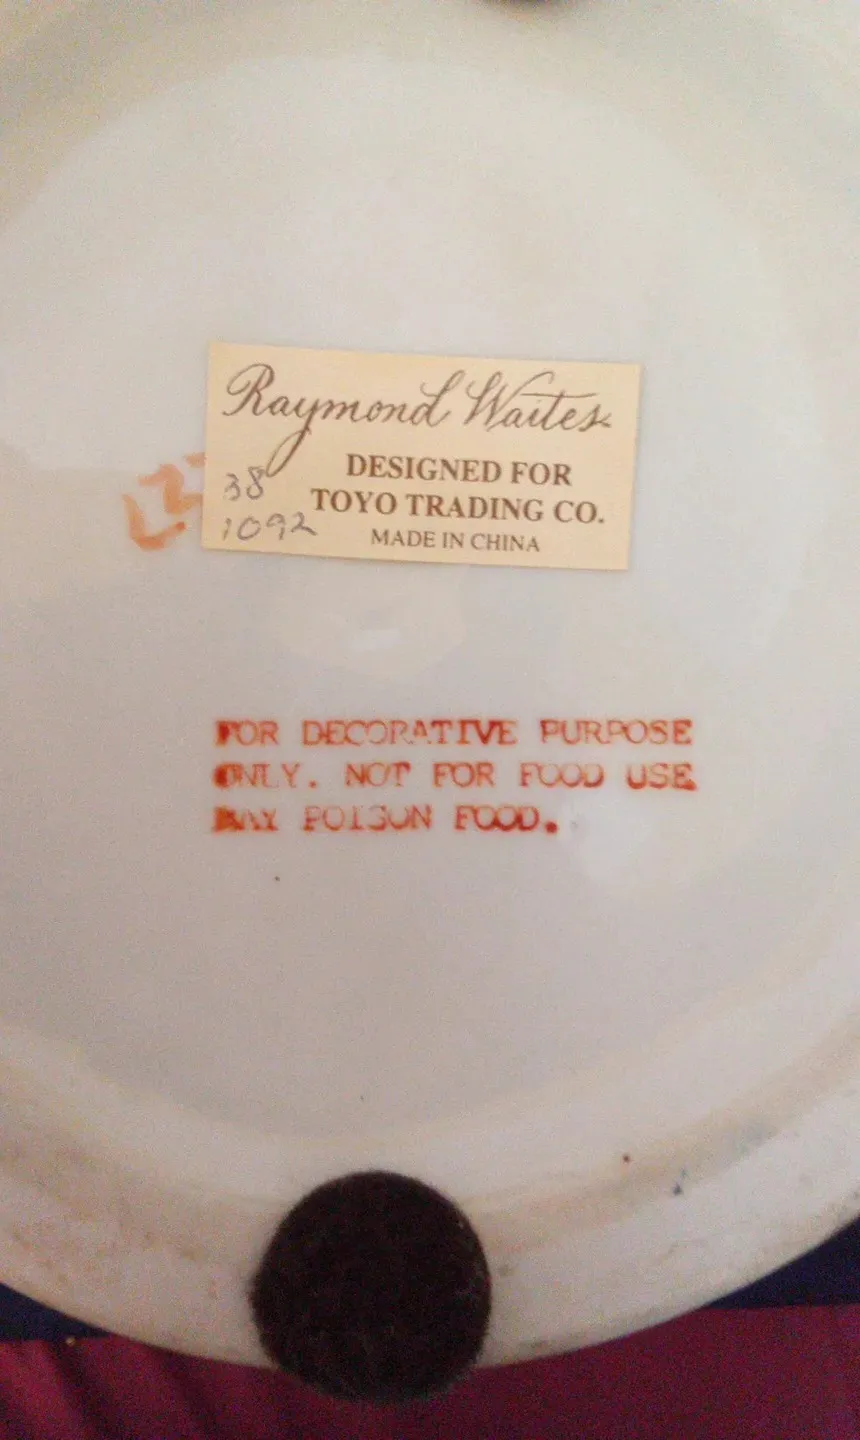 Raymond Waites
DESIGNED FOR
38
TOYO TRADING CO.
1092
MADE IN CHINA
FOR DECORATIVE PURPOSE
ONLY. NOT FOR FOOD USE
MAY POISON FOOD.